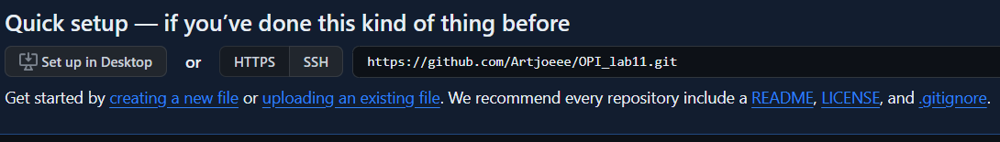 Quick setup — if you’ve done this kind of thing before
Set up in Desktop or HTTPS SSH https://github.com/Artjoeee/OPI_lab11.git
Get started by creating a new file or uploading an existing file. We recommend every repository include a README, LICENSE, and .gitignore.